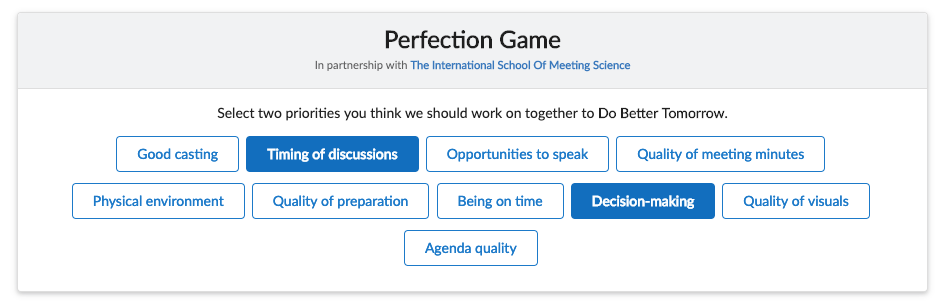 Perfection Game
In partnership with The International School Of Meeting Science
Select two priorities you think we should work on together to Do Better Tomorrow.
Good casting
Timing of discussions
Opportunities to speak
Quality of meeting minutes
Physical environment
Quality of preparation
Being on time
Decision-making
Quality of visuals
Agenda quality